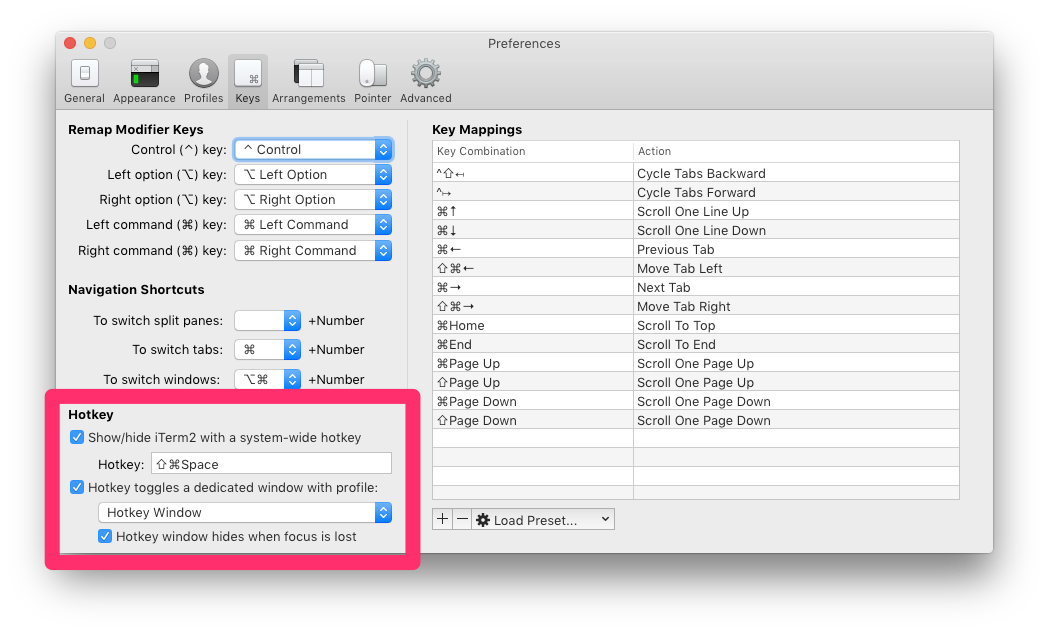 Preferences
General Appearance Profiles Keys Arrangements Pointer Advanced
Remap Modifier Keys
Control (^) key: ^ Control
Left option (⌥) key: ⌥ Left Option
Right option (⌥) key: ⌥ Right Option
Left command (⌘) key: ⌘ Left Command
Right command (⌘) key: ⌘ Right Command
Navigation Shortcuts
To switch split panes: +Number
To switch tabs: ⌘ +Number
To switch windows: ⌥⌘ +Number
Hotkey
Show/hide iTerm2 with a system-wide hotkey
Hotkey: ⇧⌘Space
Hotkey toggles a dedicated window with profile:
Hotkey Window
Hotkey window hides when focus is lost
Key Mappings
Key Combination Action
^⇧↤ Cycle Tabs Backward
^↦ Cycle Tabs Forward
⌘↑ Scroll One Line Up
⌘↓ Scroll One Line Down
⌘← Previous Tab
⇧⌘← Move Tab Left
⌘→ Next Tab
⇧⌘→ Move Tab Right
⌘Home Scroll To Top
⌘End Scroll To End
⌘Page Up Scroll One Page Up
⇧Page Up Scroll One Page Up
⌘Page Down Scroll One Page Down
⇧Page Down Scroll One Page Down
+ − Load Preset...